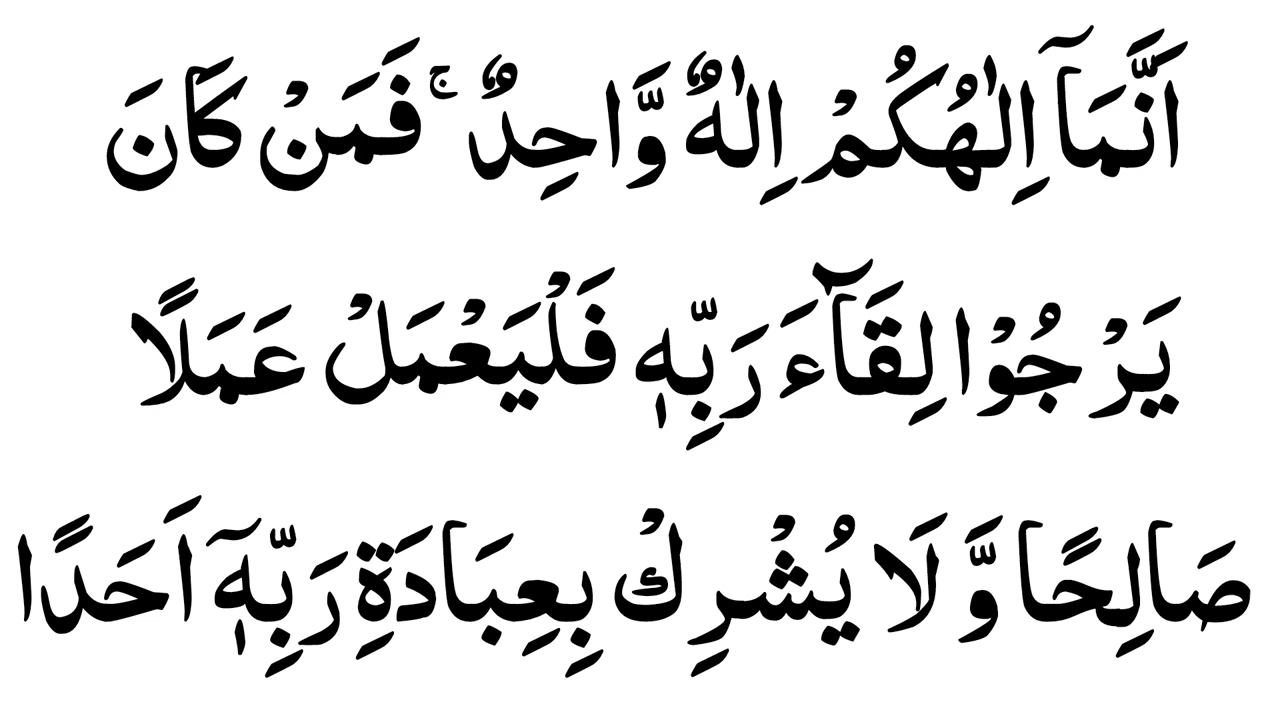 اَنَّمَاۤ اِلٰهُكُمْ اِلٰهٌ وَّاحِدٌ ۚ فَمَنْ كَانَ
يَرْجُوْا لِقَآءَ رَبِّهٖ فَلْيَعْمَلْ عَمَلًا
صَالِحًا وَّ لَا يُشْرِكْ بِعِبَادَةِ رَبِّهٖۤ اَحَدًا